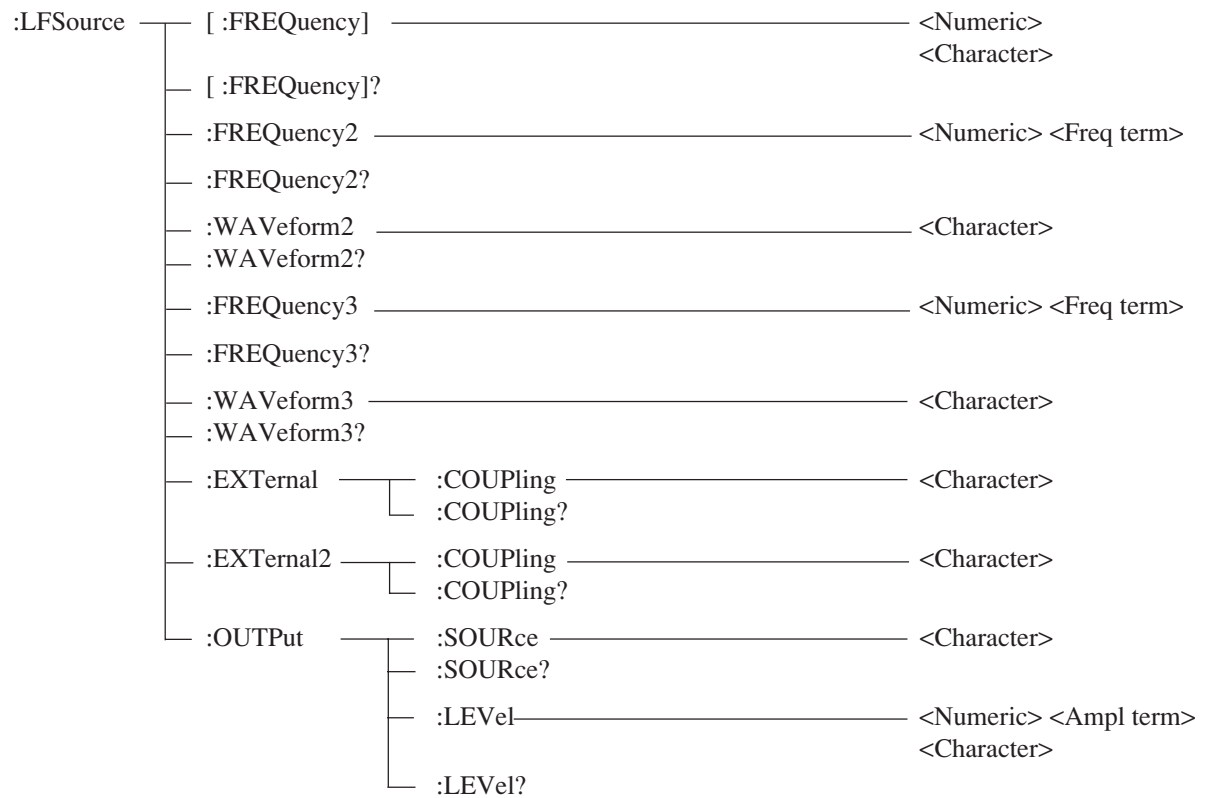 :LFSource [ :FREQuency] <Numeric>
<Character>
[ :FREQuency]?
:FREQuency2 <Numeric> <Freq term>
:FREQuency2?
:WAVeform2 <Character>
:WAVeform2?
:FREQuency3 <Numeric> <Freq term>
:FREQuency3?
:WAVeform3 <Character>
:WAVeform3?
:EXTernal :COUPling <Character>
:COUPling?
:EXTernal2 :COUPling <Character>
:COUPling?
:OUTPut :SOURce <Character>
:SOURce?
:LEVel <Numeric> <Ampl term>
<Character>
:LEVel?